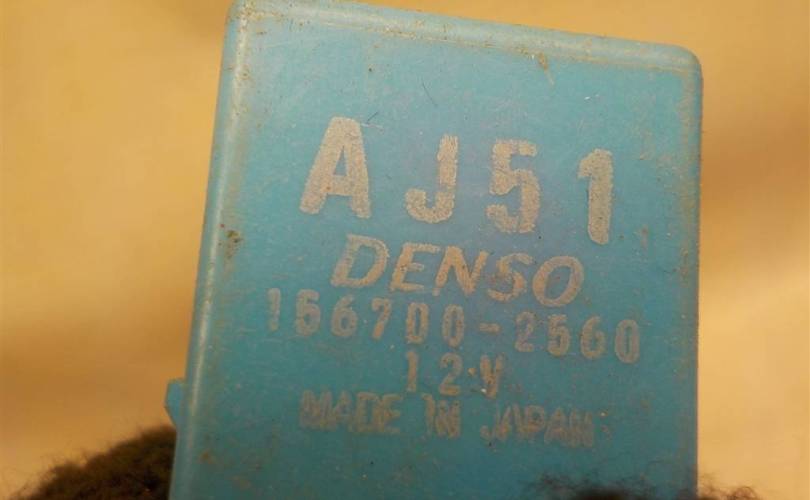 AJ51
DENSO
156700-2560
12V
MADE IN JAPAN